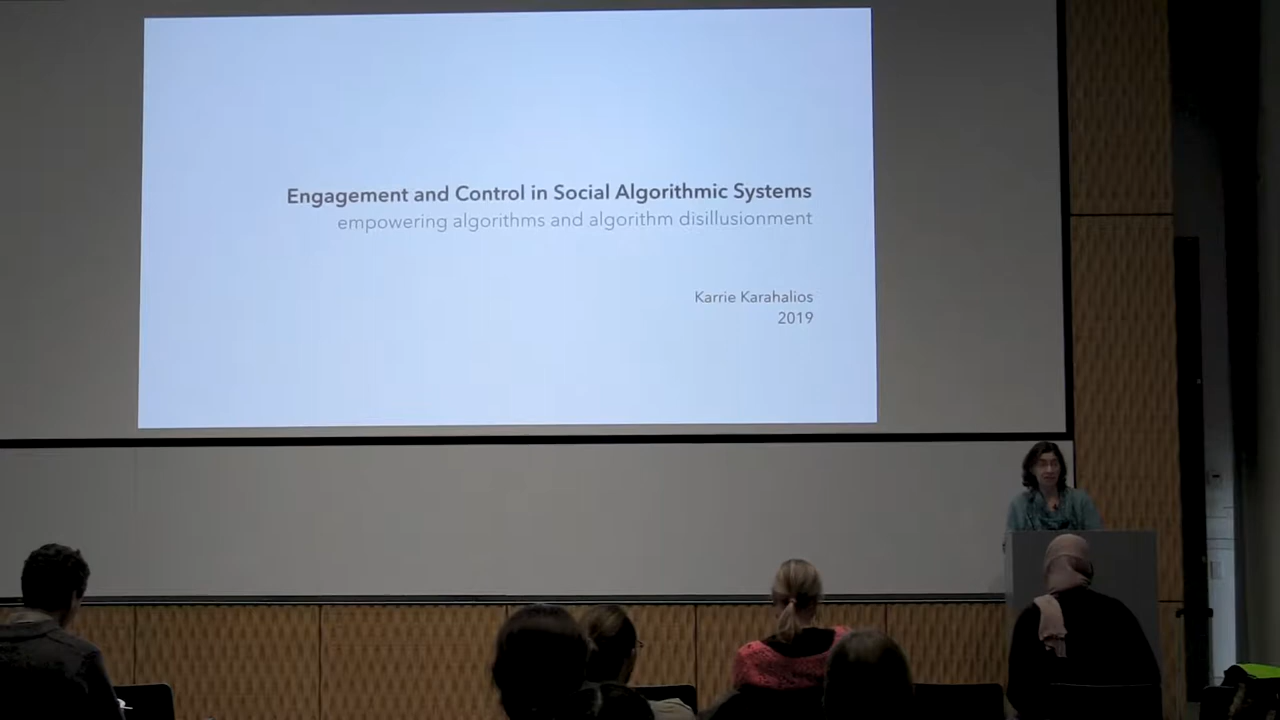 Engagement and Control in Social Algorithmic Systems
empowering algorithms and algorithm disillusionment
Karrie Karahalios
2019